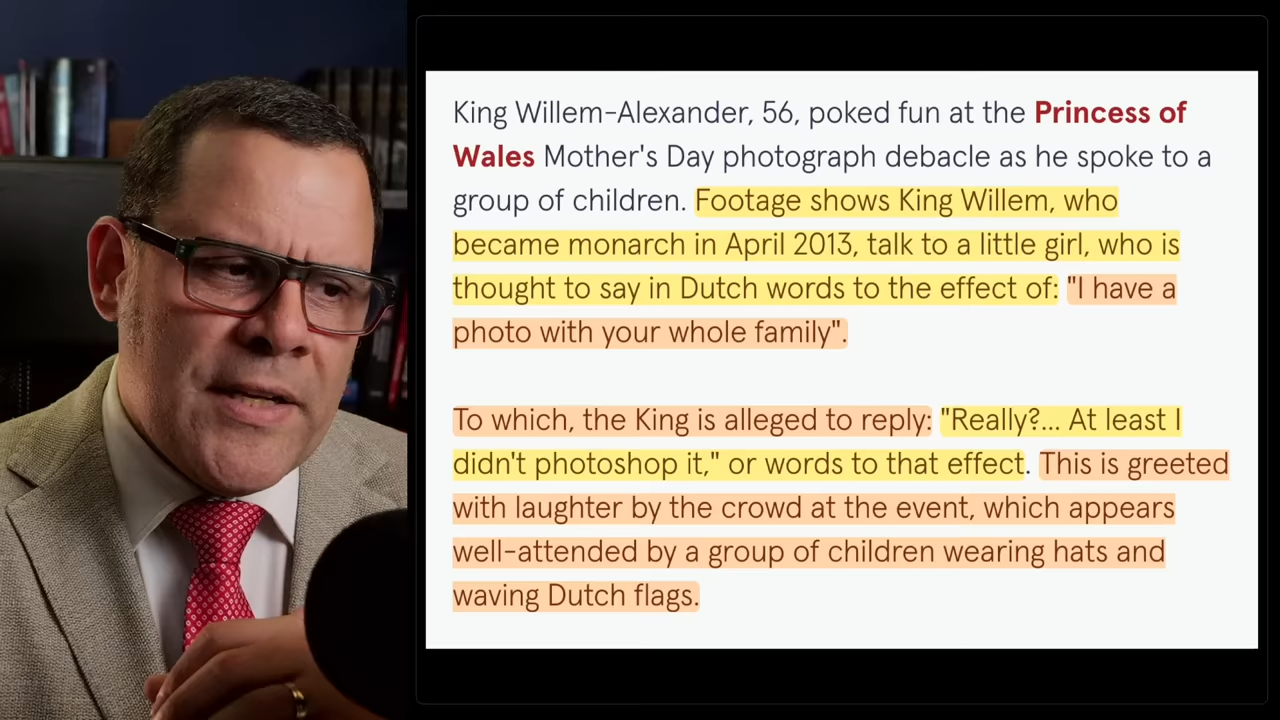 King Willem-Alexander, 56, poked fun at the Princess of
Wales Mother's Day photograph debacle as he spoke to a
group of children. Footage shows King Willem, who
became monarch in April 2013, talk to a little girl, who is
thought to say in Dutch words to the effect of: "I have a
photo with your whole family".
To which, the King is alleged to reply: "Really?... At least I
didn't photoshop it," or words to that effect. This is greeted
with laughter by the crowd at the event, which appears
well-attended by a group of children wearing hats and
waving Dutch flags.